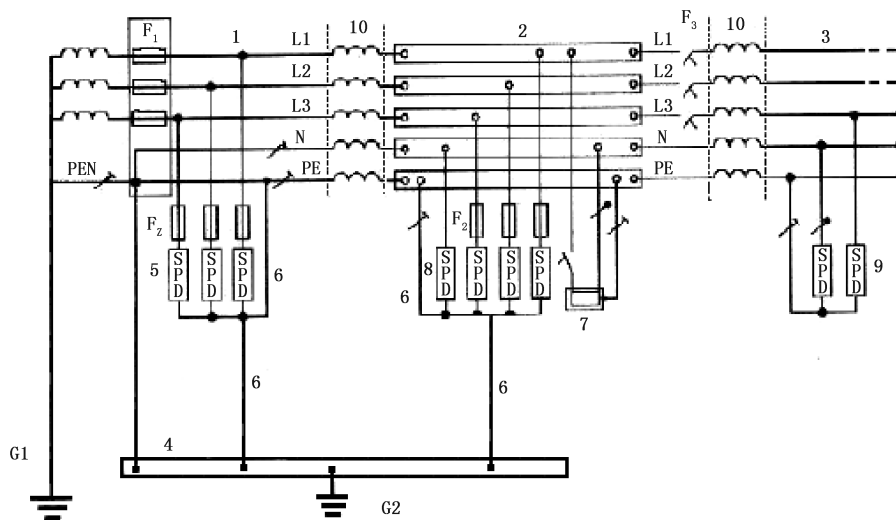 F1 1 L1 10 2 L1 F3 10 3
L2 L2
L3 L3
N N
PEN PE PE PE
FZ F2
5 SPD SPD SPD 6 6 8 SPD SPD SPD SPD 7 SPD SPD 9
6 6
4
G1 G2